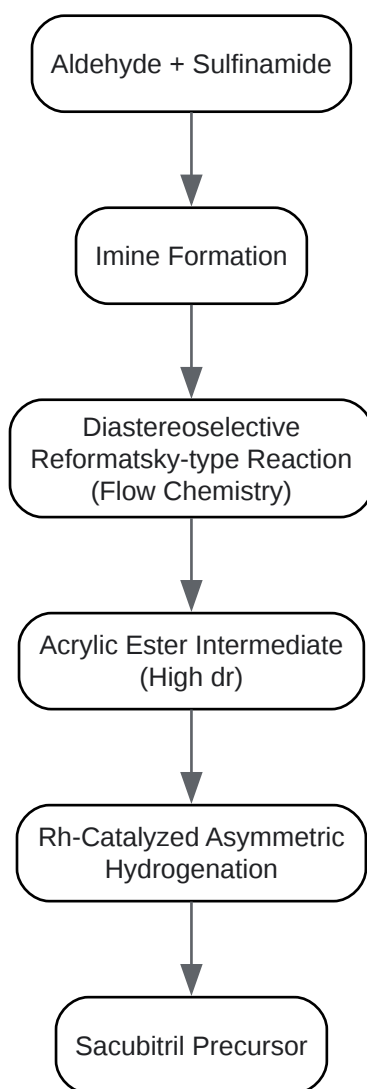 Aldehyde + Sulfinamide
Imine Formation
Diastereoselective
Reformatsky-type Reaction
(Flow Chemistry)
Acrylic Ester Intermediate
(High dr)
Rh-Catalyzed Asymmetric
Hydrogenation
Sacubitril Precursor